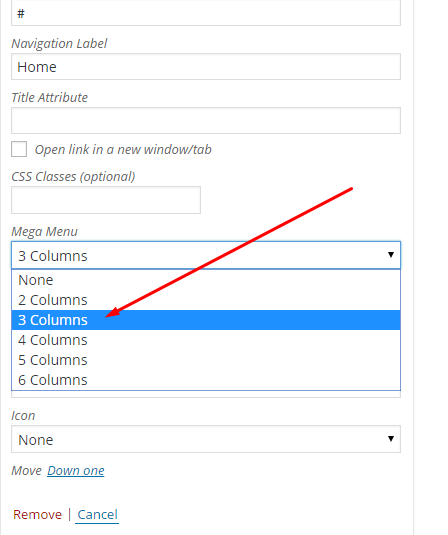 #
Navigation Label
Home
Title Attribute
Open link in a new window/tab
CSS Classes (optional)
Mega Menu
3 Columns
None
2 Columns
3 Columns
4 Columns
5 Columns
6 Columns
Icon
None
Move Down one
Remove | Cancel